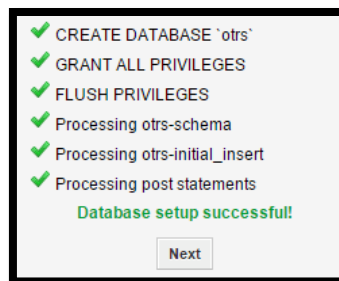 CREATE DATABASE `otrs`
GRANT ALL PRIVILEGES
FLUSH PRIVILEGES
Processing otrs-schema
Processing otrs-initial_insert
Processing post statements
Database setup successful!
Next